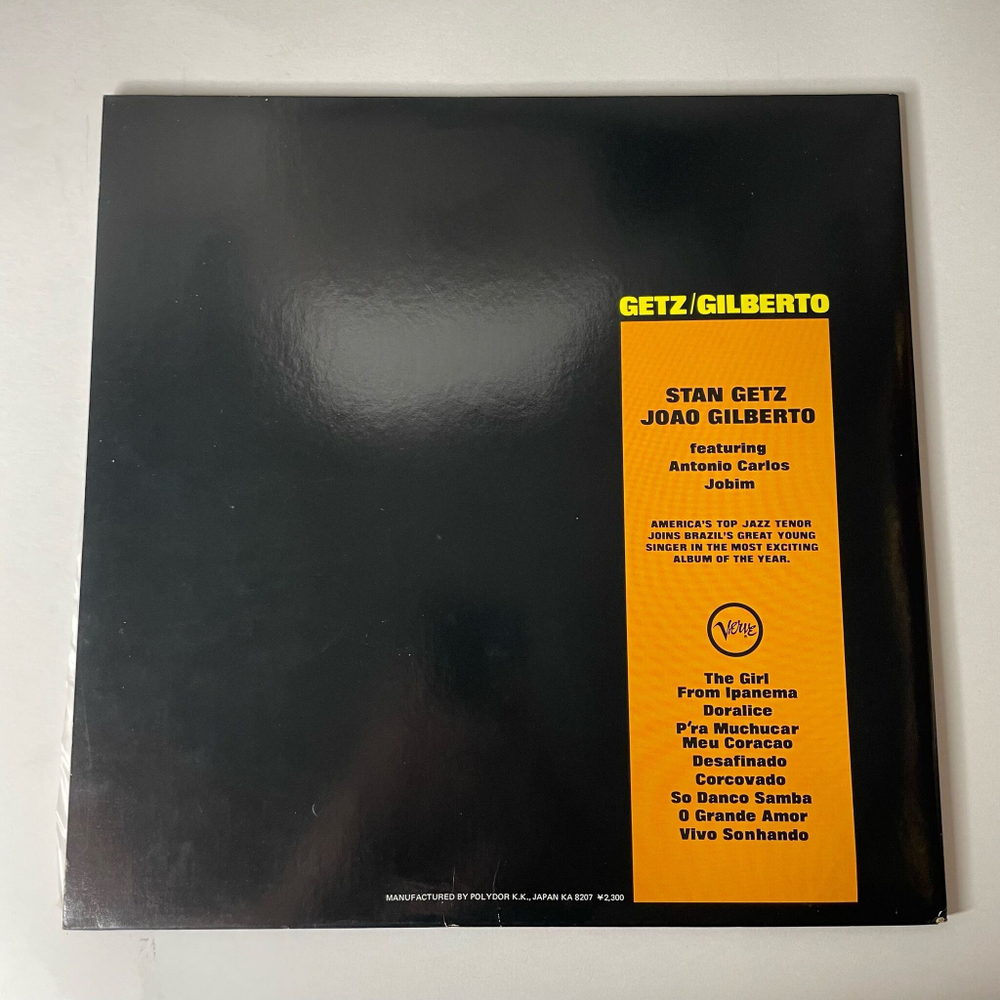 GETZ/GILBERTO
STAN GETZ
JOAO GILBERTO
featuring
Antonio Carlos
Jobim
AMERICA'S TOP JAZZ TENOR
JOINS BRAZIL'S GREAT YOUNG
SINGER IN THE MOST EXCITING
ALBUM OF THE YEAR.
Verve
The Girl
From Ipanema
Doralice
P'ra Muchucar
Meu Coracao
Desafinado
Corcovado
So Danco Samba
O Grande Amor
Vivo Sonhando
MANUFACTURED BY POLYDOR K.K., JAPAN KA 8207 ¥2,300